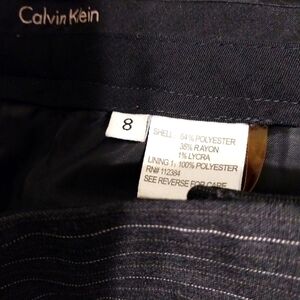 Calvin Klein
8
SHELL: 64% POLYESTER
35% RAYON
1% LYCRA
LINING 1: 100% POLYESTER
RN# 112384
SEE REVERSE FOR CARE